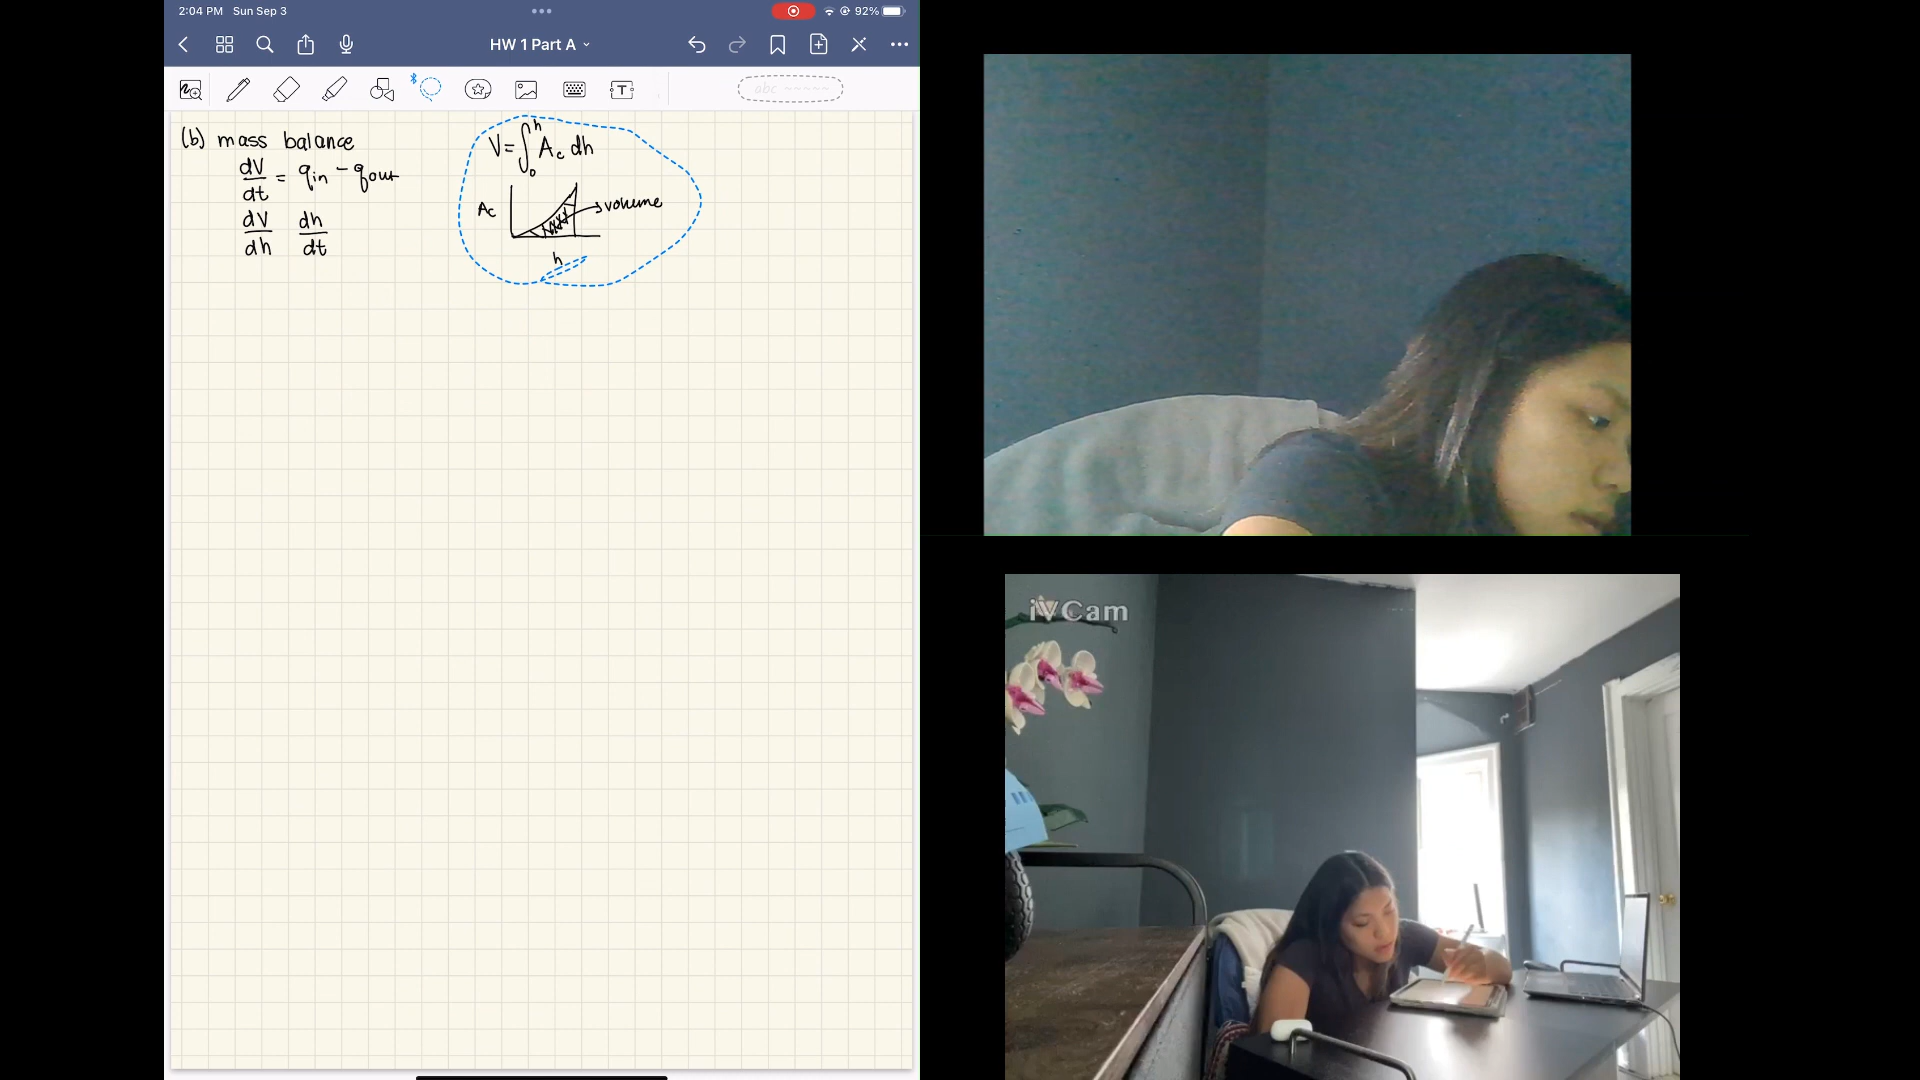 2:04 PM Sun Sep 3
92%
HW 1 Part A
abc
T
(b) mass balance
dV/dt = qin - qout
dV/dh dh/dt
V = ∫₀ʰ Ac dh
Ac
volume
h
iVCam